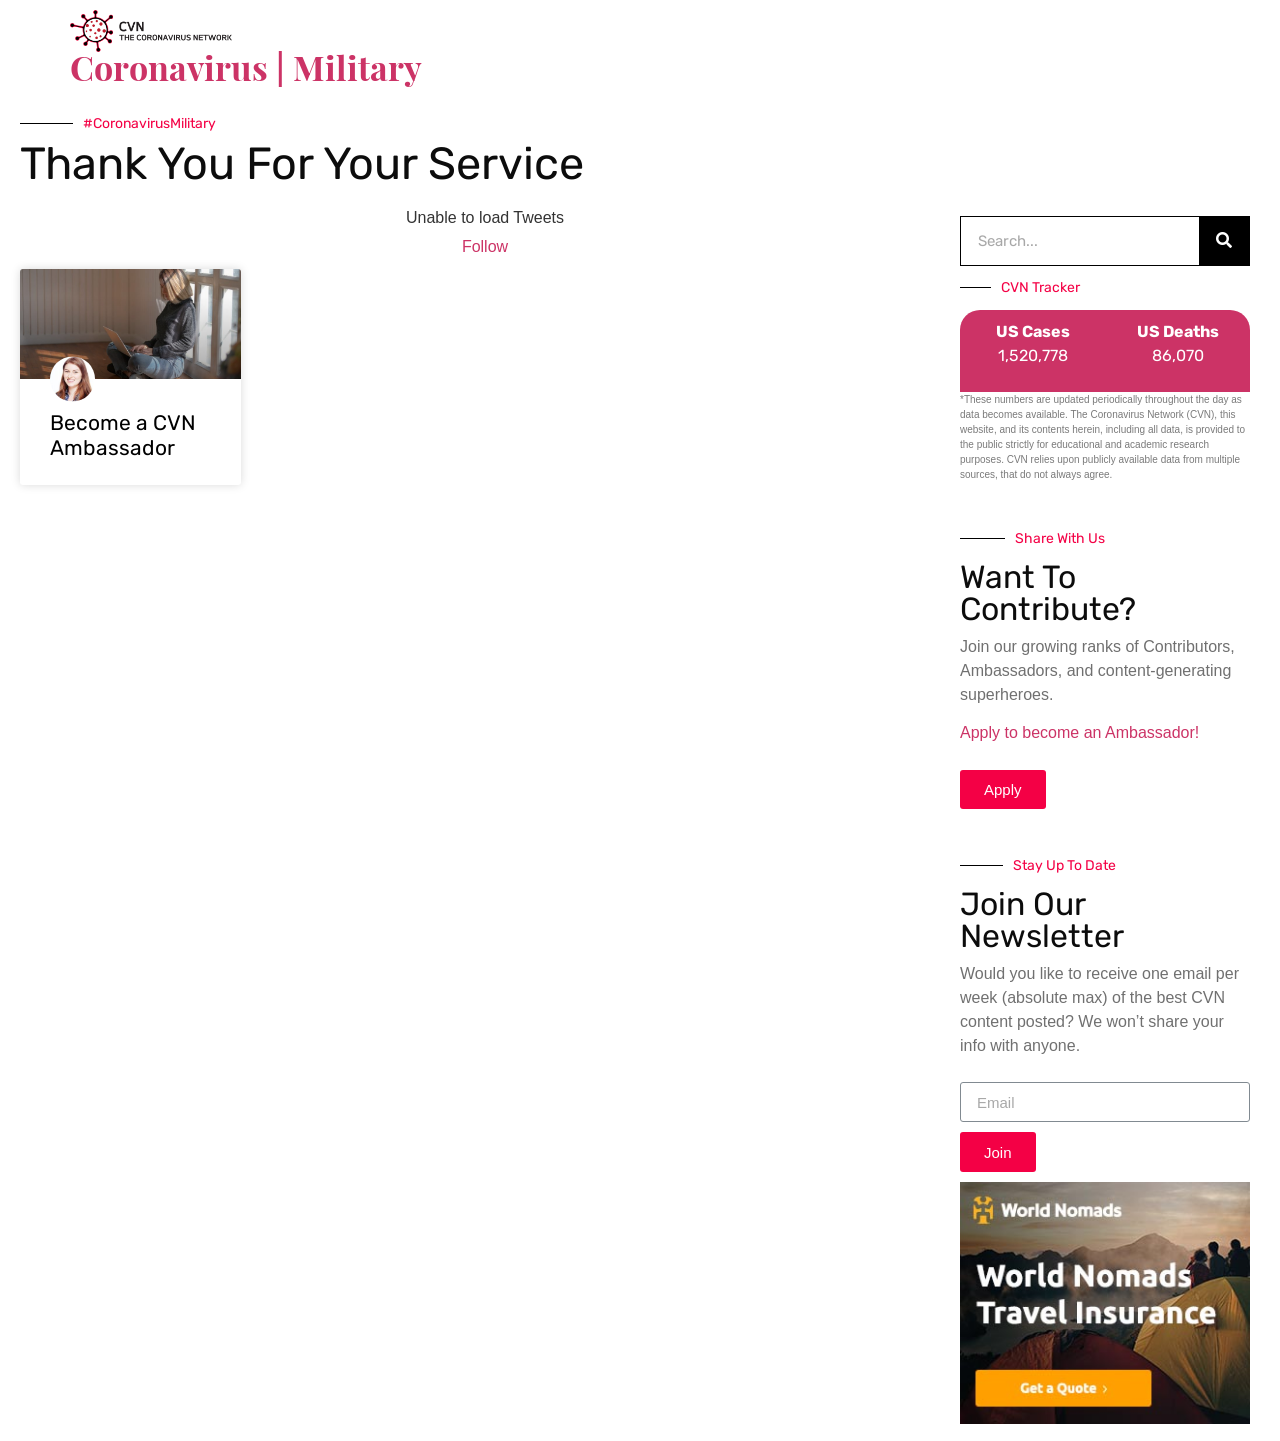 CVN
THE CORONAVIRUS NETWORK
Coronavirus | Military
#CoronavirusMilitary
Thank You For Your Service
Unable to load Tweets
Follow
Become a CVN
Ambassador
Search...
CVN Tracker
US Cases
1,520,778
US Deaths
86,070
*These numbers are updated periodically throughout the day as
data becomes available. The Coronavirus Network (CVN), this
website, and its contents herein, including all data, is provided to
the public strictly for educational and academic research
purposes. CVN relies upon publicly available data from multiple
sources, that do not always agree.
Share With Us
Want To
Contribute?
Join our growing ranks of Contributors,
Ambassadors, and content-generating
superheroes.
Apply to become an Ambassador!
Apply
Stay Up To Date
Join Our
Newsletter
Would you like to receive one email per
week (absolute max) of the best CVN
content posted? We won’t share your
info with anyone.
Email
Join
World Nomads
World Nomads
Travel Insurance
Get a Quote ›